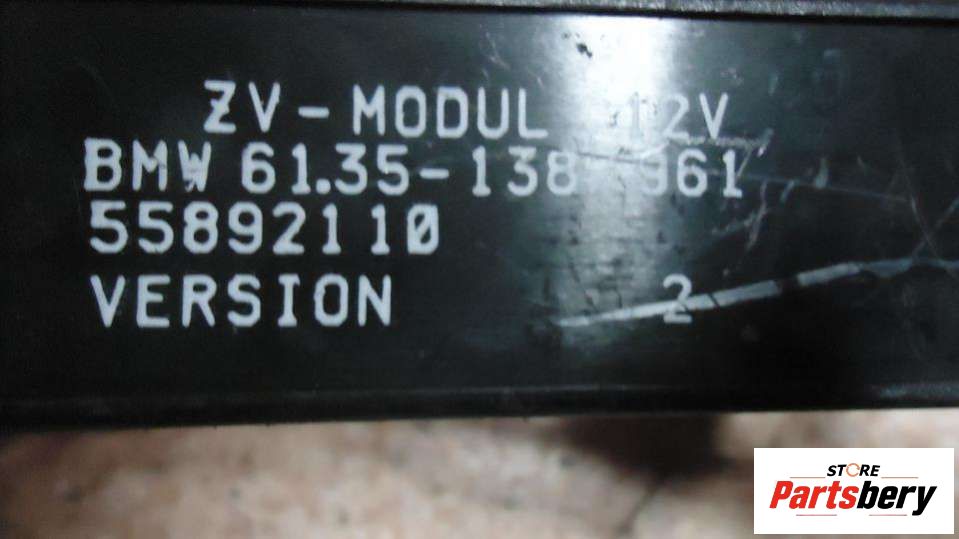 ZV-MODUL 12V
BMW 61.35-138 961
55892110
VERSION 2
STORE
Partsbery